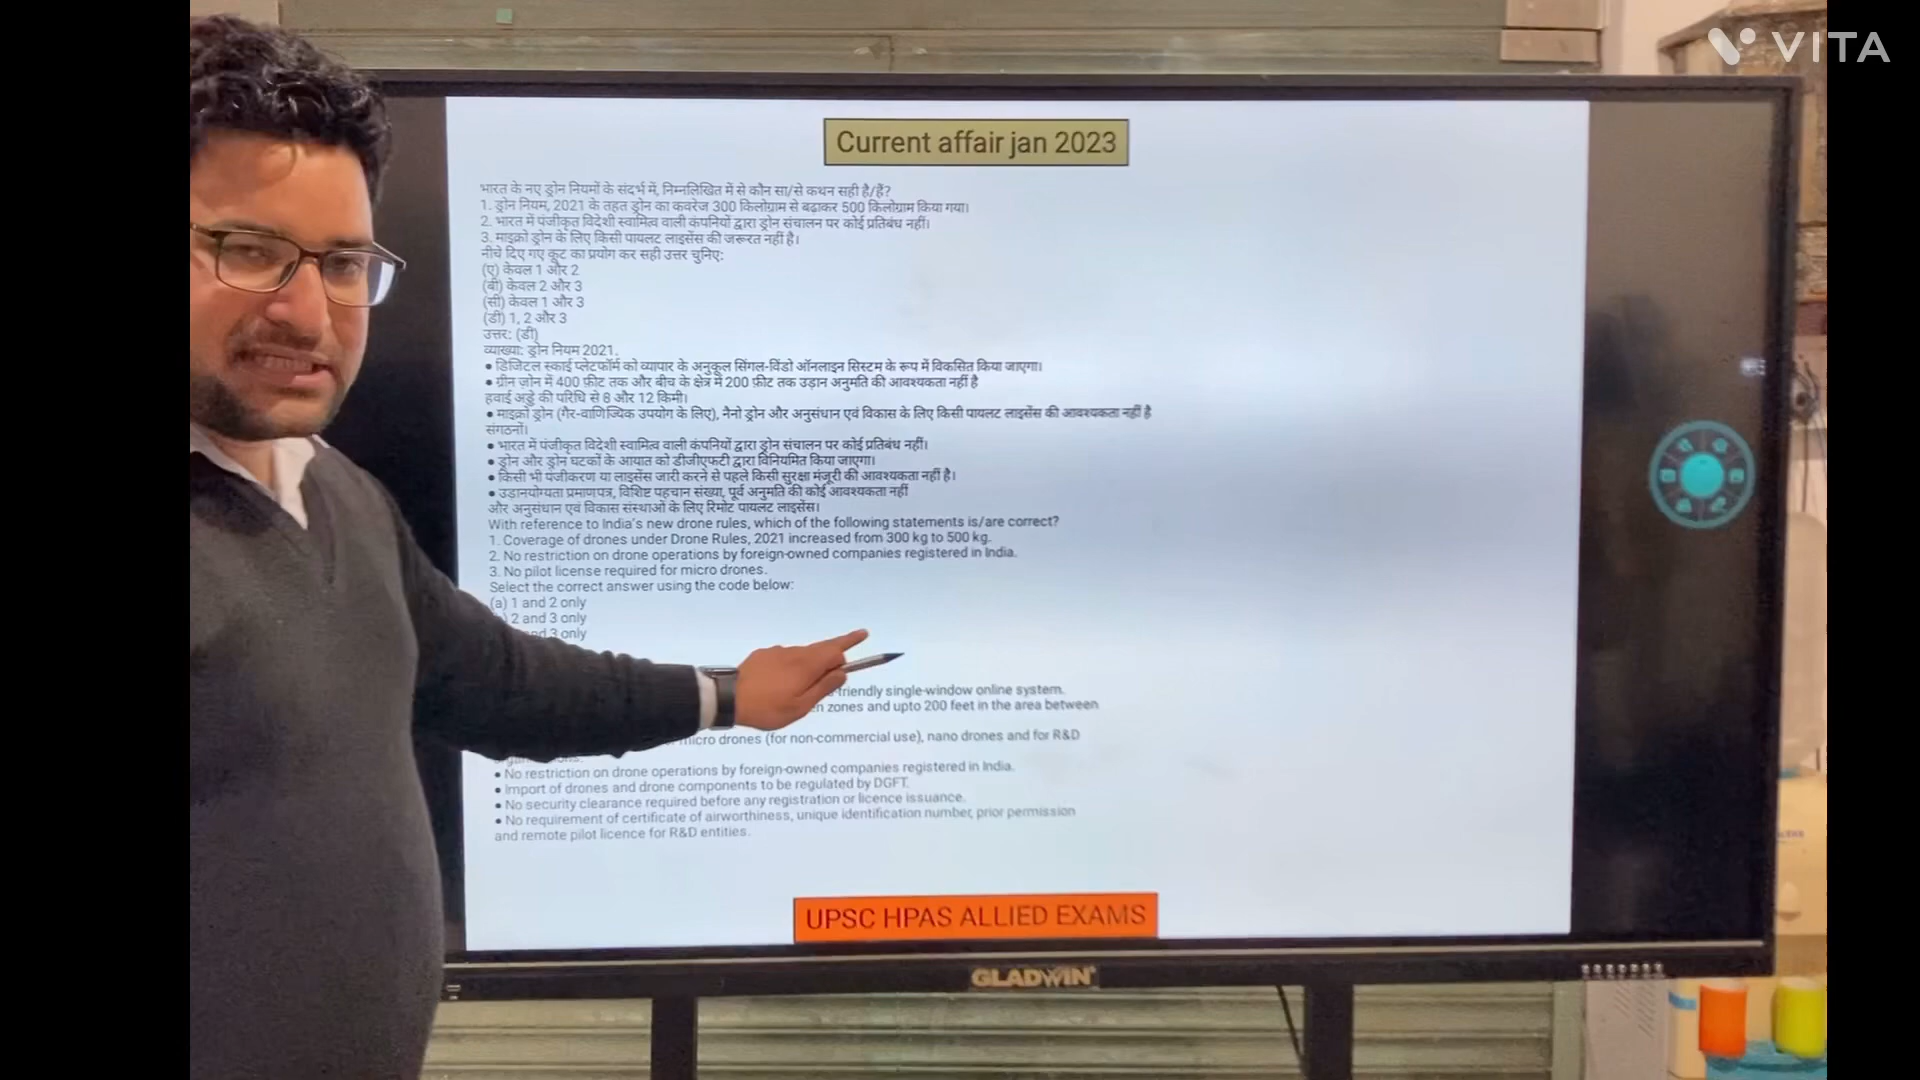 VITA
Current affair jan 2023
भारत के नए ड्रोन नियमों के संदर्भ में, निम्नलिखित में से कौन सा/से कथन सही है/हैं?
1. ड्रोन नियम, 2021 के तहत ड्रोन का कवरेज 300 किलोग्राम से बढ़ाकर 500 किलोग्राम किया गया।
2. भारत में पंजीकृत विदेशी स्वामित्व वाली कंपनियों द्वारा ड्रोन संचालन पर कोई प्रतिबंध नहीं।
3. माइक्रो ड्रोन के लिए किसी पायलट लाइसेंस की जरूरत नहीं है।
नीचे दिए गए कूट का प्रयोग कर सही उत्तर चुनिए:
(ए) केवल 1 और 2
(बी) केवल 2 और 3
(सी) केवल 1 और 3
(डी) 1, 2 और 3
उत्तर: (डी)
व्याख्या: ड्रोन नियम 2021.
• डिजिटल स्काई प्लेटफॉर्म को व्यापार के अनुकूल सिंगल-विंडो ऑनलाइन सिस्टम के रूप में विकसित किया जाएगा।
• ग्रीन ज़ोन में 400 फ़ीट तक और बीच के क्षेत्र में 200 फ़ीट तक उड़ान अनुमति की आवश्यकता नहीं है
हवाई अड्डे की परिधि से 8 और 12 किमी।
• माइक्रो ड्रोन (गैर-वाणिज्यिक उपयोग के लिए), नैनो ड्रोन और अनुसंधान एवं विकास के लिए किसी पायलट लाइसेंस की आवश्यकता नहीं है
संगठनों।
• भारत में पंजीकृत विदेशी स्वामित्व वाली कंपनियों द्वारा ड्रोन संचालन पर कोई प्रतिबंध नहीं।
• ड्रोन और ड्रोन घटकों के आयात को डीजीएफटी द्वारा विनियमित किया जाएगा।
• किसी भी पंजीकरण या लाइसेंस जारी करने से पहले किसी सुरक्षा मंजूरी की आवश्यकता नहीं है।
• उड़ानयोग्यता प्रमाणपत्र, विशिष्ट पहचान संख्या, पूर्व अनुमति की कोई आवश्यकता नहीं
और अनुसंधान एवं विकास संस्थाओं के लिए रिमोट पायलट लाइसेंस।
With reference to India's new drone rules, which of the following statements is/are correct?
1. Coverage of drones under Drone Rules, 2021 increased from 300 kg to 500 kg.
2. No restriction on drone operations by foreign-owned companies registered in India.
3. No pilot license required for micro drones.
Select the correct answer using the code below:
(a) 1 and 2 only
2 and 3 only
and 3 only
friendly single-window online system.
zones and upto 200 feet in the area between
micro drones (for non-commercial use), nano drones and for R&D
• No restriction on drone operations by foreign-owned companies registered in India.
• Import of drones and drone components to be regulated by DGFT.
• No security clearance required before any registration or licence issuance.
• No requirement of certificate of airworthiness, unique identification number, prior permission
and remote pilot licence for R&D entities.
UPSC HPAS ALLIED EXAMS
GLADWIN